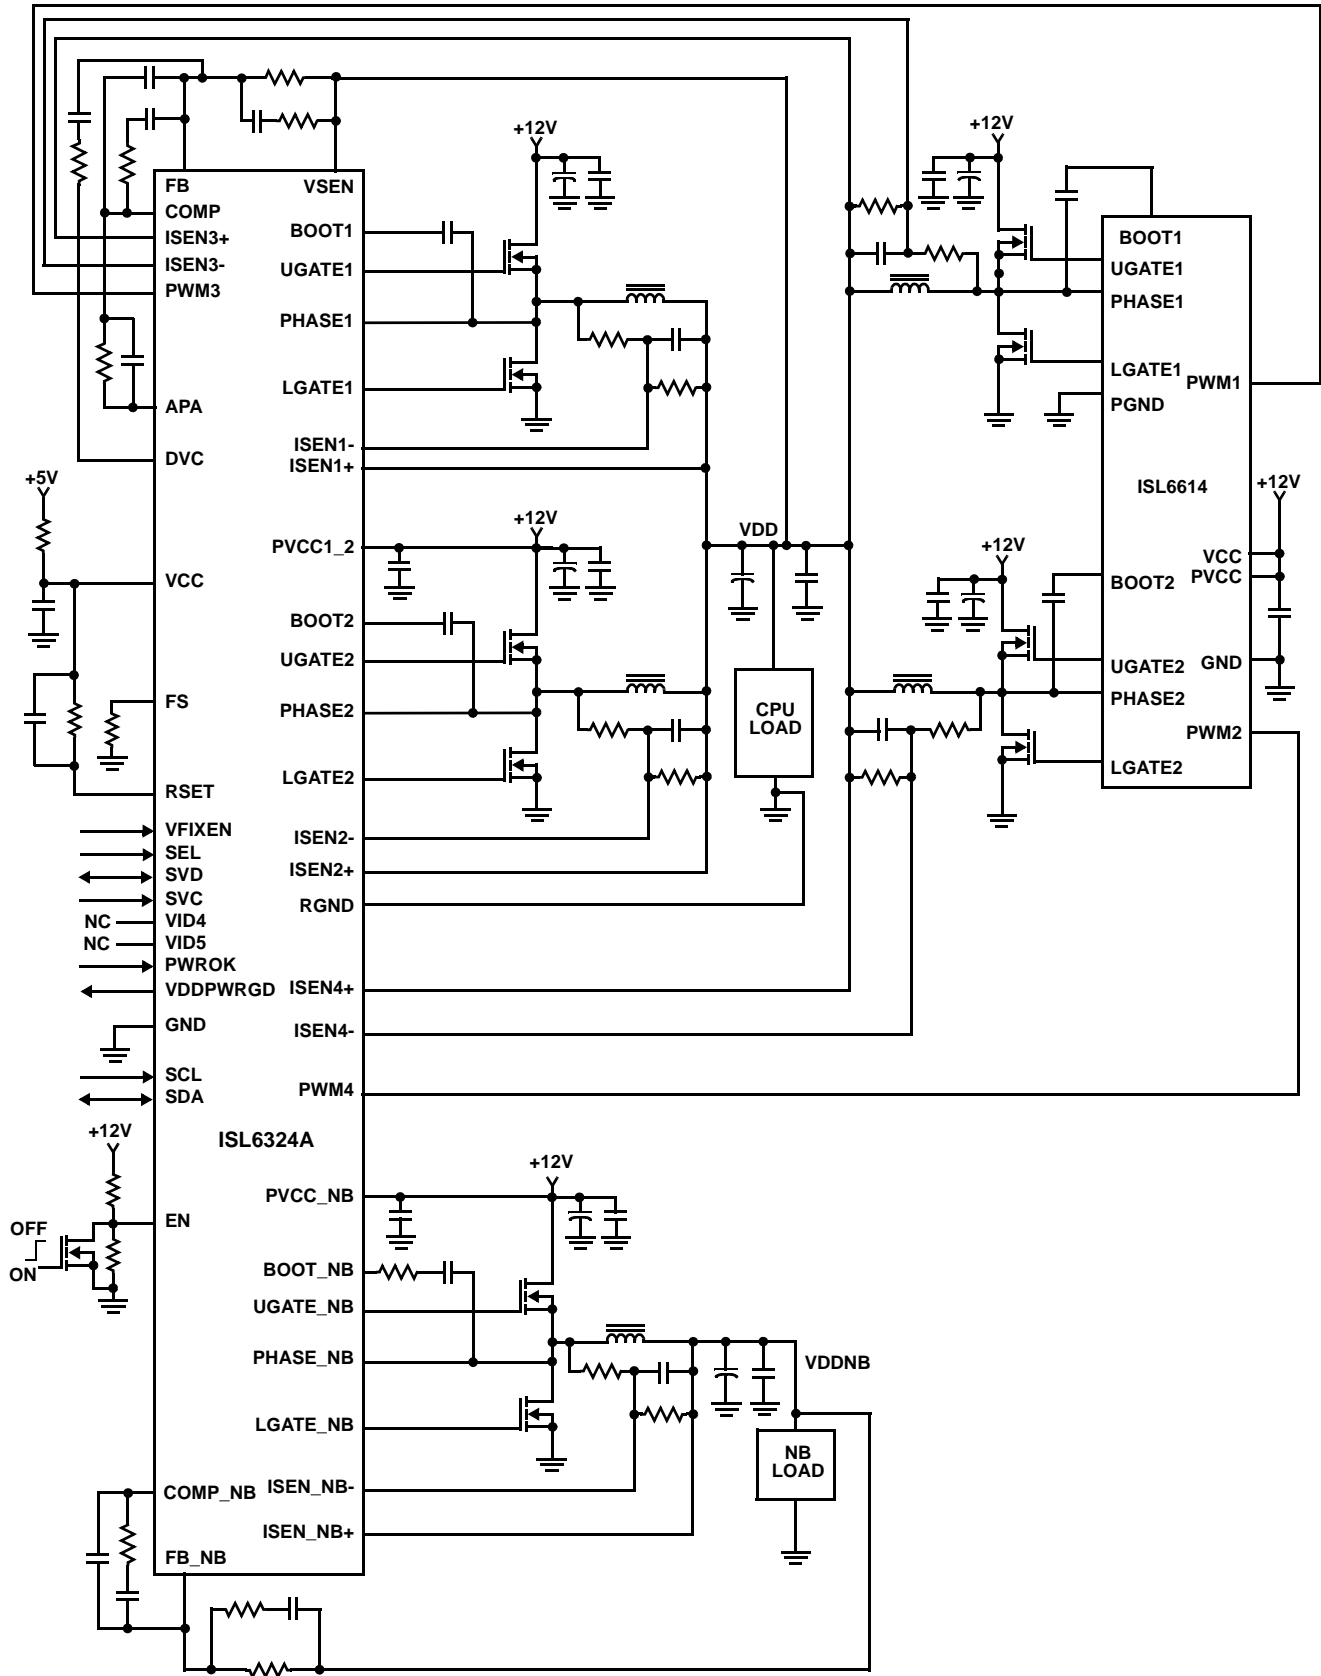 +12V
+12V
FB
VSEN
COMP
ISEN3+
ISEN3-
PWM3
APA
DVC
BOOT1
UGATE1
PHASE1
LGATE1
ISEN1-
ISEN1+
BOOT1
UGATE1
PHASE1
LGATE1
PWM1
PGND
ISL6614
+12V
+5V
+12V
VDD
PVCC1_2
VCC
BOOT2
UGATE2
PHASE2
LGATE2
FS
RSET
ISEN2-
ISEN2+
RGND
CPU
LOAD
+12V
VCC
PVCC
BOOT2
GND
UGATE2
PHASE2
PWM2
LGATE2
VFIXEN
SEL
SVD
SVC
NC VID4
NC VID5
PWROK
VDDPWRGD
ISEN4+
GND
ISEN4-
SCL
SDA
PWM4
+12V
ISL6324A
+12V
PVCC_NB
EN
OFF
ON
BOOT_NB
UGATE_NB
PHASE_NB
VDDNB
LGATE_NB
NB
LOAD
COMP_NB
ISEN_NB-
ISEN_NB+
FB_NB